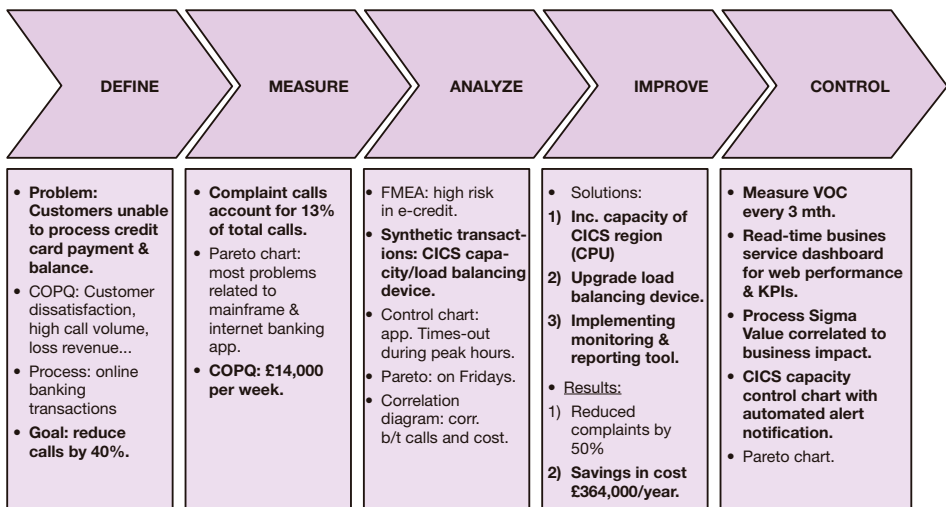 DEFINE
MEASURE
ANALYZE
IMPROVE
CONTROL
• Problem:
Customers unable
to process credit
card payment &
balance.
• COPQ: Customer
dissatisfaction,
high call volume,
loss revenue...
• Process: online
banking
transactions
• Goal: reduce
calls by 40%.
• Complaint calls
account for 13%
of total calls.
• Pareto chart:
most problems
related to
mainframe &
internet banking
app.
• COPQ: £14,000
per week.
• FMEA: high risk
in e-credit.
• Synthetic transact-
ions: CICS capa-
city/load balancing
device.
• Control chart:
app. Times-out
during peak hours.
• Pareto: on Fridays.
• Correlation
diagram: corr.
b/t calls and cost.
• Solutions:
1) Inc. capacity of
CICS region
(CPU)
2) Upgrade load
balancing device.
3) Implementing
monitoring &
reporting tool.
• Results:
1) Reduced
complaints by
50%
2) Savings in cost
£364,000/year.
• Measure VOC
every 3 mth.
• Read-time busines
service dashboard
for web performance
& KPIs.
• Process Sigma
Value correlated to
business impact.
• CICS capacity
control chart with
automated alert
notification.
• Pareto chart.